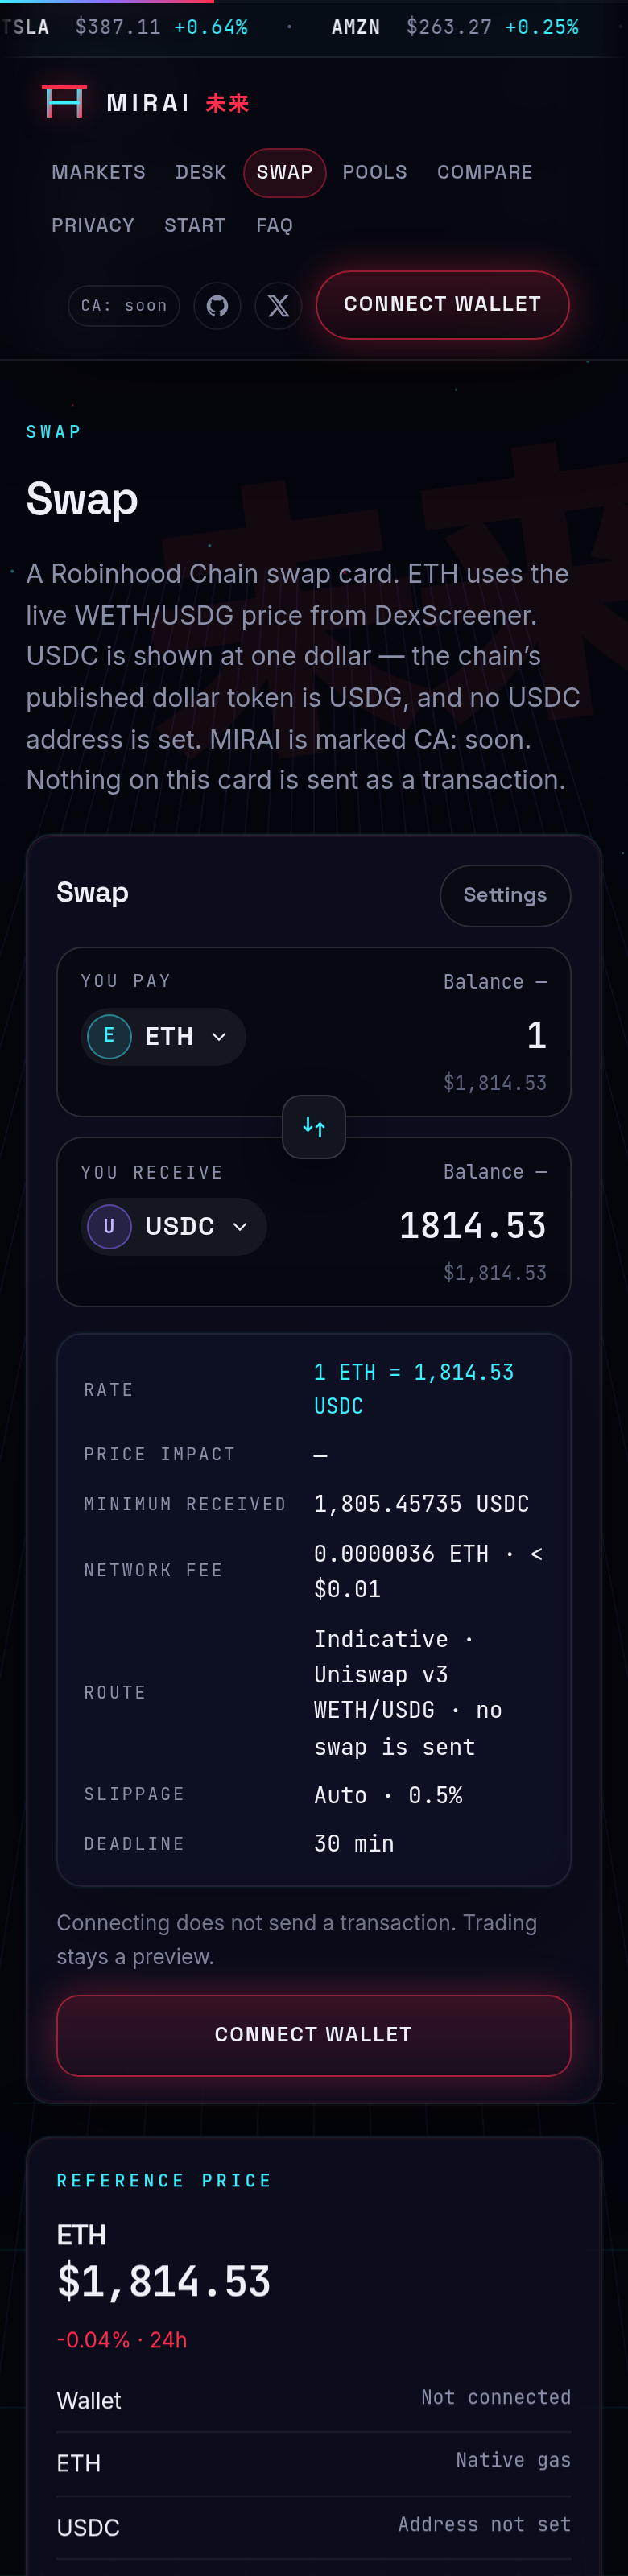 TSLA $387.11 +0.64% · AMZN $263.27 +0.25% ·
MIRAI 未来
MARKETS DESK SWAP POOLS COMPARE
PRIVACY START FAQ
CA: soon CONNECT WALLET
SWAP
Swap
A Robinhood Chain swap card. ETH uses the
live WETH/USDG price from DexScreener.
USDC is shown at one dollar — the chain’s
published dollar token is USDG, and no USDC
address is set. MIRAI is marked CA: soon.
Nothing on this card is sent as a transaction.
未来
Swap Settings
YOU PAY Balance —
E ETH 1
$1,814.53
YOU RECEIVE Balance —
U USDC 1814.53
$1,814.53
RATE 1 ETH = 1,814.53
USDC
PRICE IMPACT —
MINIMUM RECEIVED 1,805.45735 USDC
NETWORK FEE 0.0000036 ETH · <
$0.01
ROUTE Indicative ·
Uniswap v3
WETH/USDG · no
swap is sent
SLIPPAGE Auto · 0.5%
DEADLINE 30 min
Connecting does not send a transaction. Trading
stays a preview.
CONNECT WALLET
REFERENCE PRICE
ETH
$1,814.53
-0.04% · 24h
Wallet Not connected
ETH Native gas
USDC Address not set